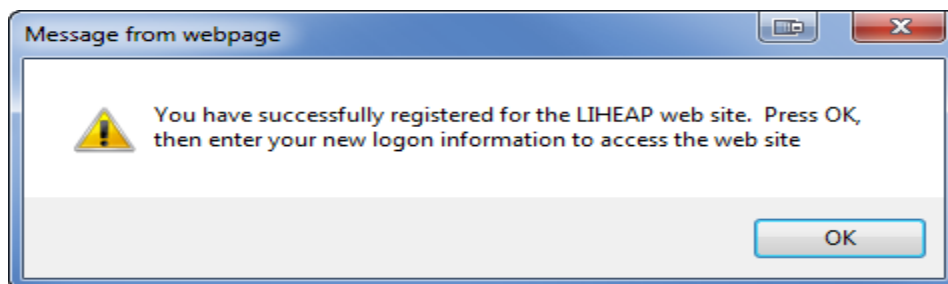 Message from webpage
You have successfully registered for the LIHEAP web site.  Press OK,
then enter your new logon information to access the web site
OK